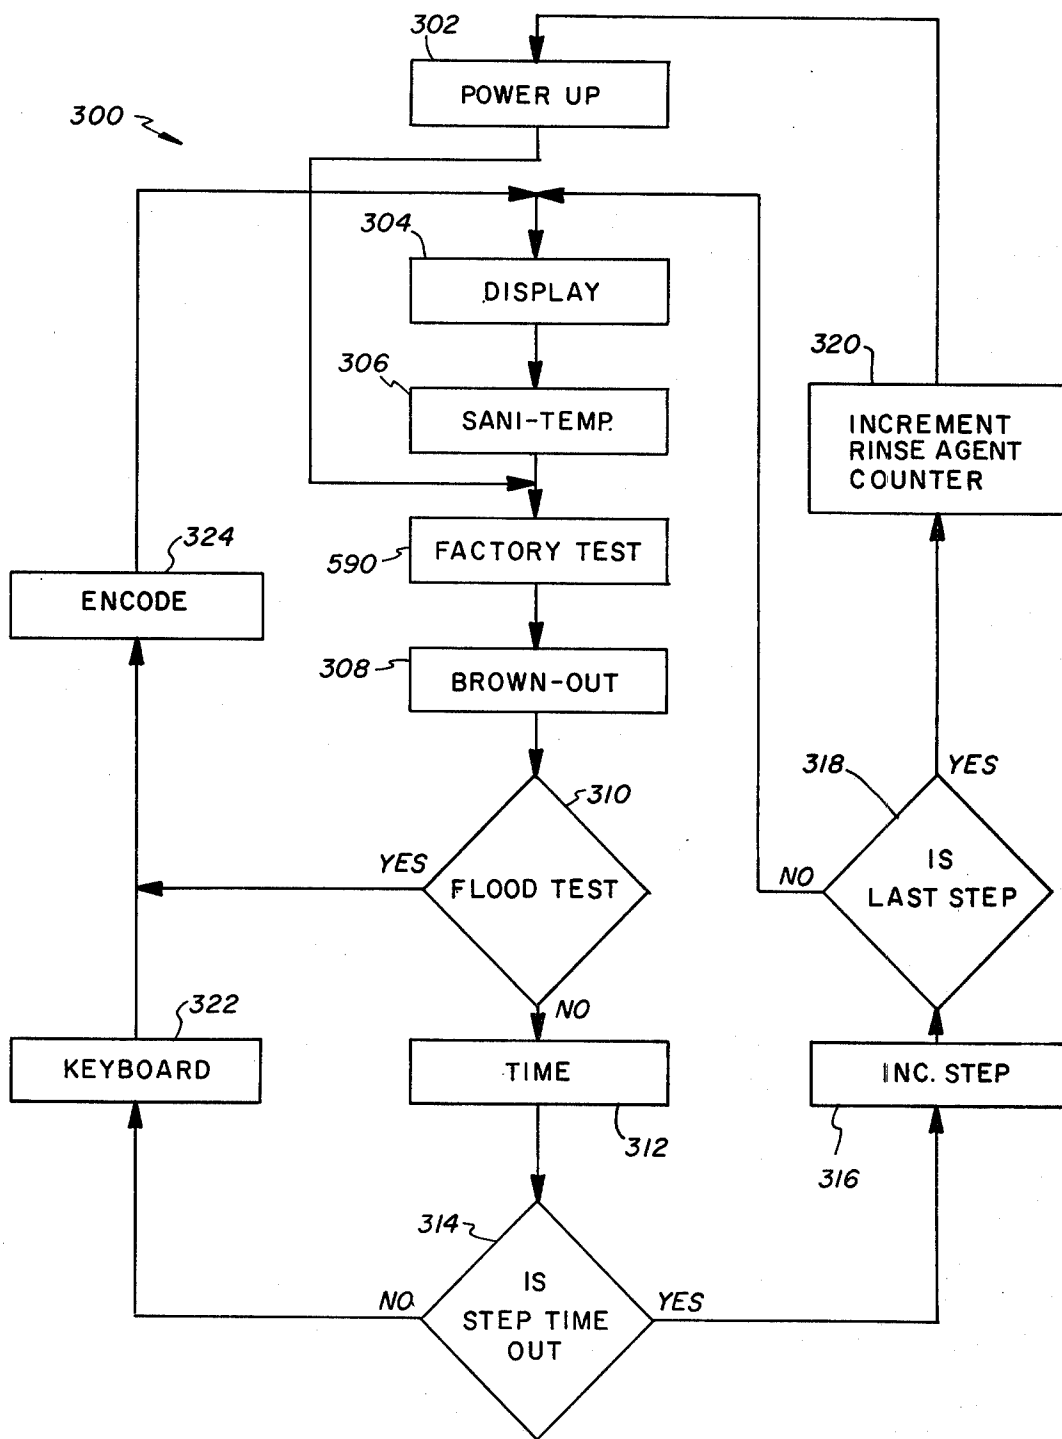 302
POWER UP
300
304
DISPLAY
306
SANI-TEMP.
320
INCREMENT
RINSE AGENT
COUNTER
324
ENCODE
590
FACTORY TEST
308
BROWN-OUT
310
YES
FLOOD TEST
NO
318
YES
IS
LAST STEP
NO
322
KEYBOARD
TIME
312
INC. STEP
316
314
IS
STEP TIME
OUT
NO
YES